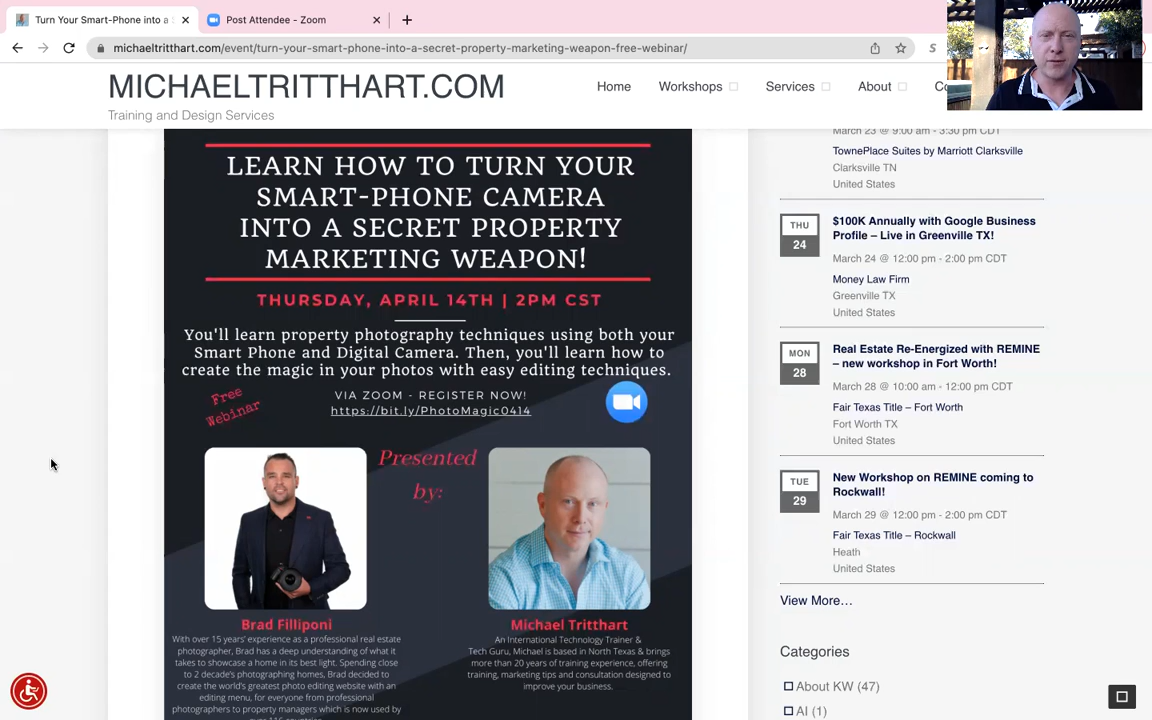 Turn Your Smart-Phone into a S
Post Attendee - Zoom
michaeltritthart.com/event/turn-your-smart-phone-into-a-secret-property-marketing-weapon-free-webinar/
MICHAELTRITTHART.COM
Training and Design Services
Home Workshops Services About Co
LEARN HOW TO TURN YOUR
SMART-PHONE CAMERA
INTO A SECRET PROPERTY
MARKETING WEAPON!
THURSDAY, APRIL 14TH | 2PM CST
You'll learn property photography techniques using both your
Smart Phone and Digital Camera. Then, you'll learn how to
create the magic in your photos with easy editing techniques.
Free
Webinar
VIA ZOOM - REGISTER NOW!
https://bit.ly/PhotoMagic0414
Presented
by:
Brad Filliponi
With over 15 years' experience as a professional real estate
photographer, Brad has a deep understanding of what it
takes to showcase a home in its best light. Spending close
to 2 decade's photographing homes, Brad decided to
create the world's greatest photo editing website with an
editing menu, for everyone from professional
photographers to property managers which is now used by
Michael Tritthart
An International Technology Trainer &
Tech Guru, Michael is based in North Texas & brings
more than 20 years of training experience, offering
training, marketing tips and consultation designed to
improve your business.
March 23 @ 9:00 am - 3:30 pm CDT
TownePlace Suites by Marriott Clarksville
Clarksville TN
United States
THU
24
$100K Annually with Google Business
Profile – Live in Greenville TX!
March 24 @ 12:00 pm - 2:00 pm CDT
Money Law Firm
Greenville TX
United States
MON
28
Real Estate Re-Energized with REMINE
– new workshop in Fort Worth!
March 28 @ 10:00 am - 12:00 pm CDT
Fair Texas Title – Fort Worth
Fort Worth TX
United States
TUE
29
New Workshop on REMINE coming to
Rockwall!
March 29 @ 12:00 pm - 2:00 pm CDT
Fair Texas Title – Rockwall
Heath
United States
View More…
Categories
About KW (47)
AI (1)